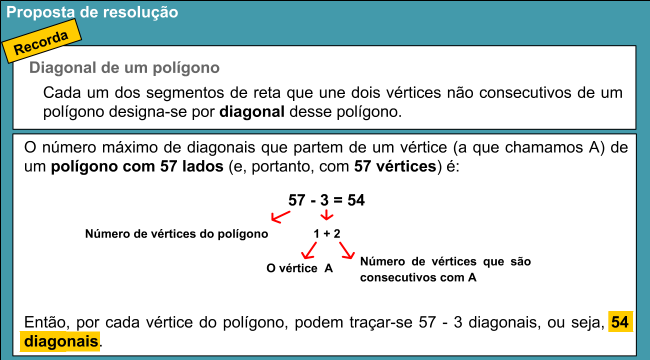 Proposta de resolução
Recorda
Diagonal de um polígono
Cada um dos segmentos de reta que une dois vértices não consecutivos de um
polígono designa-se por diagonal desse polígono.
O número máximo de diagonais que partem de um vértice (a que chamamos A) de
um polígono com 57 lados (e, portanto, com 57 vértices) é:
57 - 3 = 54
Número de vértices do polígono
1 + 2
O vértice A
Número de vértices que são
consecutivos com A
Então, por cada vértice do polígono, podem traçar-se 57 - 3 diagonais, ou seja, 54
diagonais.